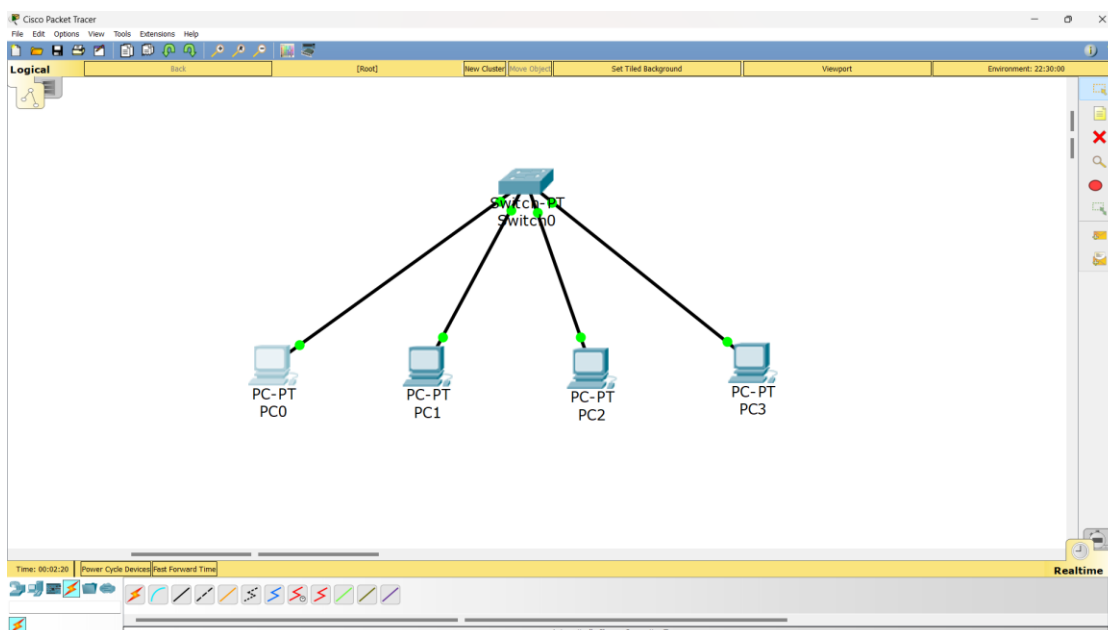 Cisco Packet Tracer
File Edit Options View Tools Extensions Help
Logical Back [Root] New Cluster Move Object Set Tiled Background Viewport Environment: 22:30:00
Switch-PT
Switch0
PC-PT
PC0
PC-PT
PC1
PC-PT
PC2
PC-PT
PC3
Time: 00:02:20 Power Cycle Devices Fast Forward Time
Realtime